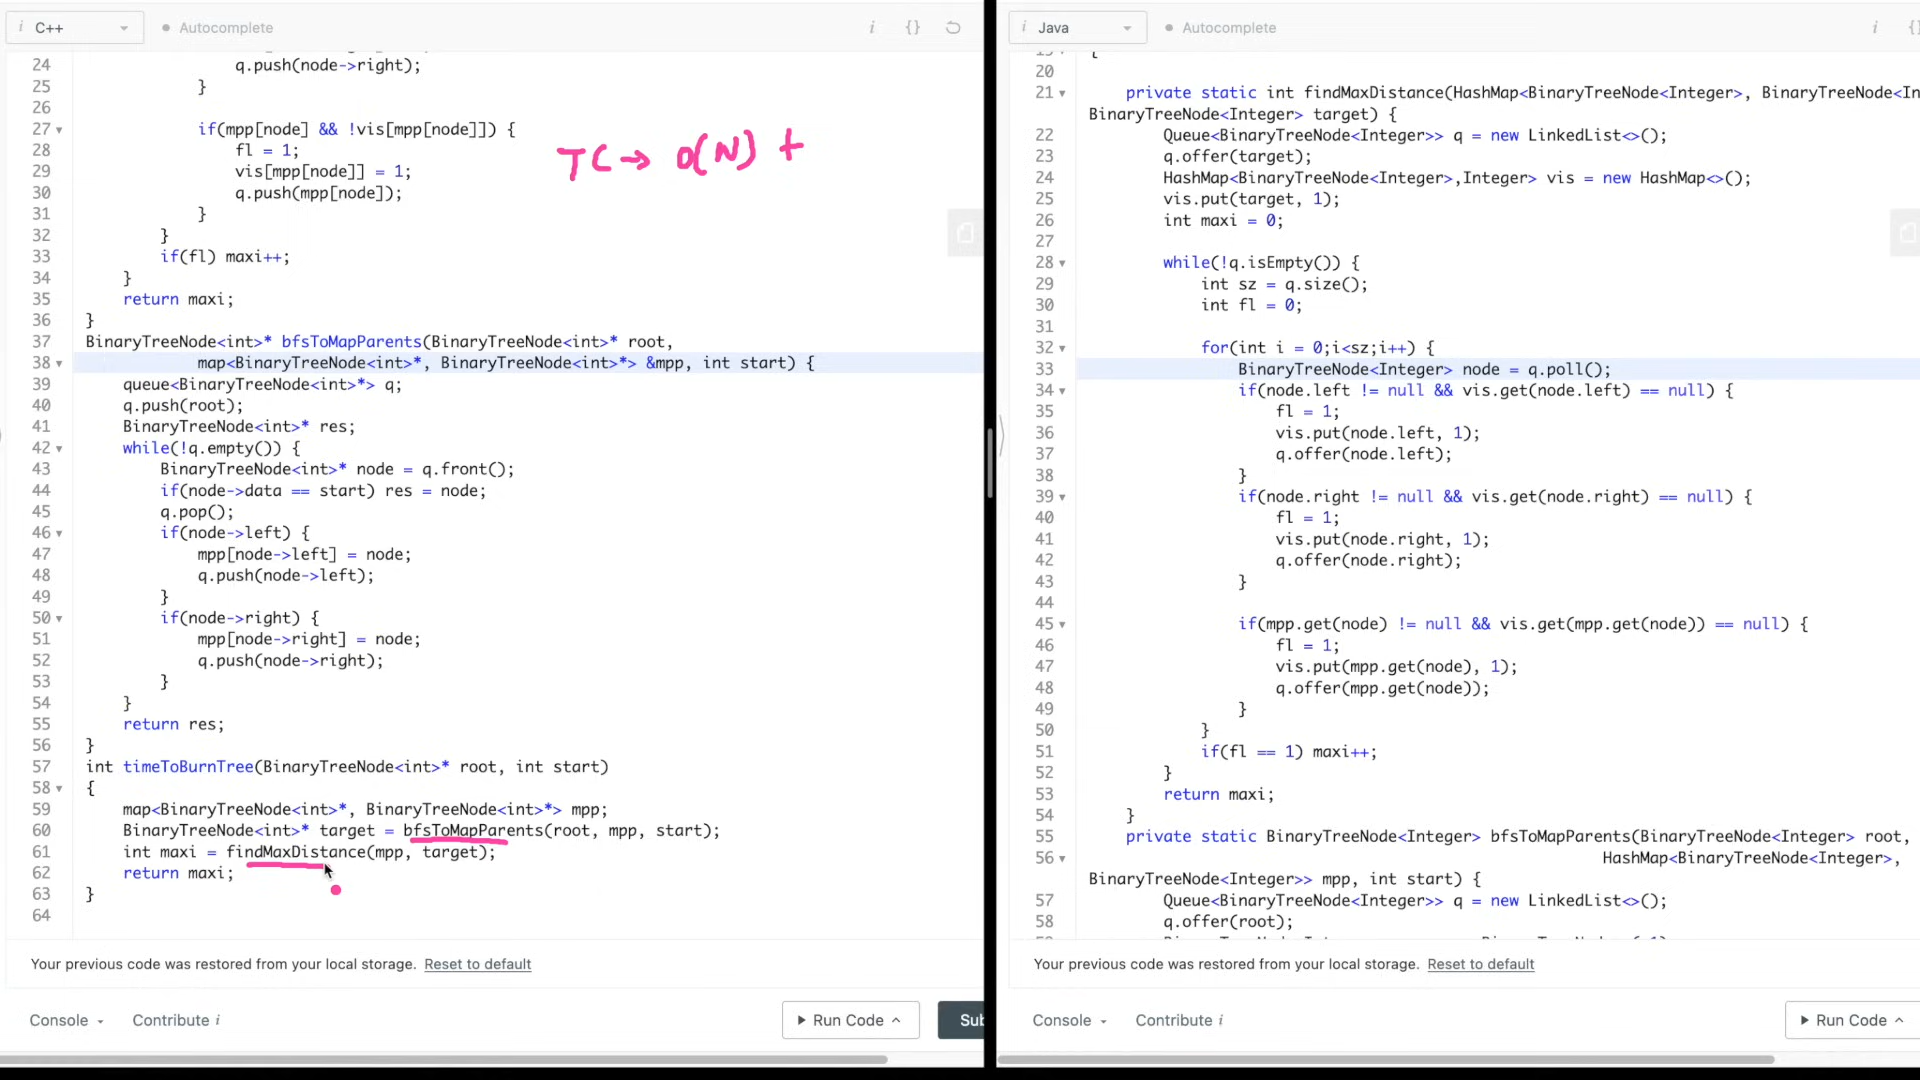 i C++ Autocomplete i {}
24 q.push(node->right);
25 }
26
27 if(mpp[node] && !vis[mpp[node]]) {
28 fl = 1;
29 vis[mpp[node]] = 1;
30 q.push(mpp[node]);
31 }
32 }
33 if(fl) maxi++;
34 }
35 return maxi;
36 }
37 BinaryTreeNode<int>* bfsToMapParents(BinaryTreeNode<int>* root,
38 map<BinaryTreeNode<int>*, BinaryTreeNode<int>*> &mpp, int start) {
39 queue<BinaryTreeNode<int>*> q;
40 q.push(root);
41 BinaryTreeNode<int>* res;
42 while(!q.empty()) {
43 BinaryTreeNode<int>* node = q.front();
44 if(node->data == start) res = node;
45 q.pop();
46 if(node->left) {
47 mpp[node->left] = node;
48 q.push(node->left);
49 }
50 if(node->right) {
51 mpp[node->right] = node;
52 q.push(node->right);
53 }
54 }
55 return res;
56 }
57 int timeToBurnTree(BinaryTreeNode<int>* root, int start)
58 {
59 map<BinaryTreeNode<int>*, BinaryTreeNode<int>*> mpp;
60 BinaryTreeNode<int>* target = bfsToMapParents(root, mpp, start);
61 int maxi = findMaxDistance(mpp, target);
62 return maxi;
63 }
64
TC → O(N) +
Your previous code was restored from your local storage. Reset to default
Console Contribute i Run Code Sub
i Java Autocomplete i {}
19 {
20
21 private static int findMaxDistance(HashMap<BinaryTreeNode<Integer>, BinaryTreeNode<In
BinaryTreeNode<Integer> target) {
22 Queue<BinaryTreeNode<Integer>> q = new LinkedList<>();
23 q.offer(target);
24 HashMap<BinaryTreeNode<Integer>,Integer> vis = new HashMap<>();
25 vis.put(target, 1);
26 int maxi = 0;
27
28 while(!q.isEmpty()) {
29 int sz = q.size();
30 int fl = 0;
31
32 for(int i = 0;i<sz;i++) {
33 BinaryTreeNode<Integer> node = q.poll();
34 if(node.left != null && vis.get(node.left) == null) {
35 fl = 1;
36 vis.put(node.left, 1);
37 q.offer(node.left);
38 }
39 if(node.right != null && vis.get(node.right) == null) {
40 fl = 1;
41 vis.put(node.right, 1);
42 q.offer(node.right);
43 }
44
45 if(mpp.get(node) != null && vis.get(mpp.get(node)) == null) {
46 fl = 1;
47 vis.put(mpp.get(node), 1);
48 q.offer(mpp.get(node));
49 }
50 }
51 if(fl == 1) maxi++;
52 }
53 return maxi;
54 }
55 private static BinaryTreeNode<Integer> bfsToMapParents(BinaryTreeNode<Integer> root,
56 HashMap<BinaryTreeNode<Integer>,
BinaryTreeNode<Integer>> mpp, int start) {
57 Queue<BinaryTreeNode<Integer>> q = new LinkedList<>();
58 q.offer(root);
Your previous code was restored from your local storage. Reset to default
Console Contribute i Run Code